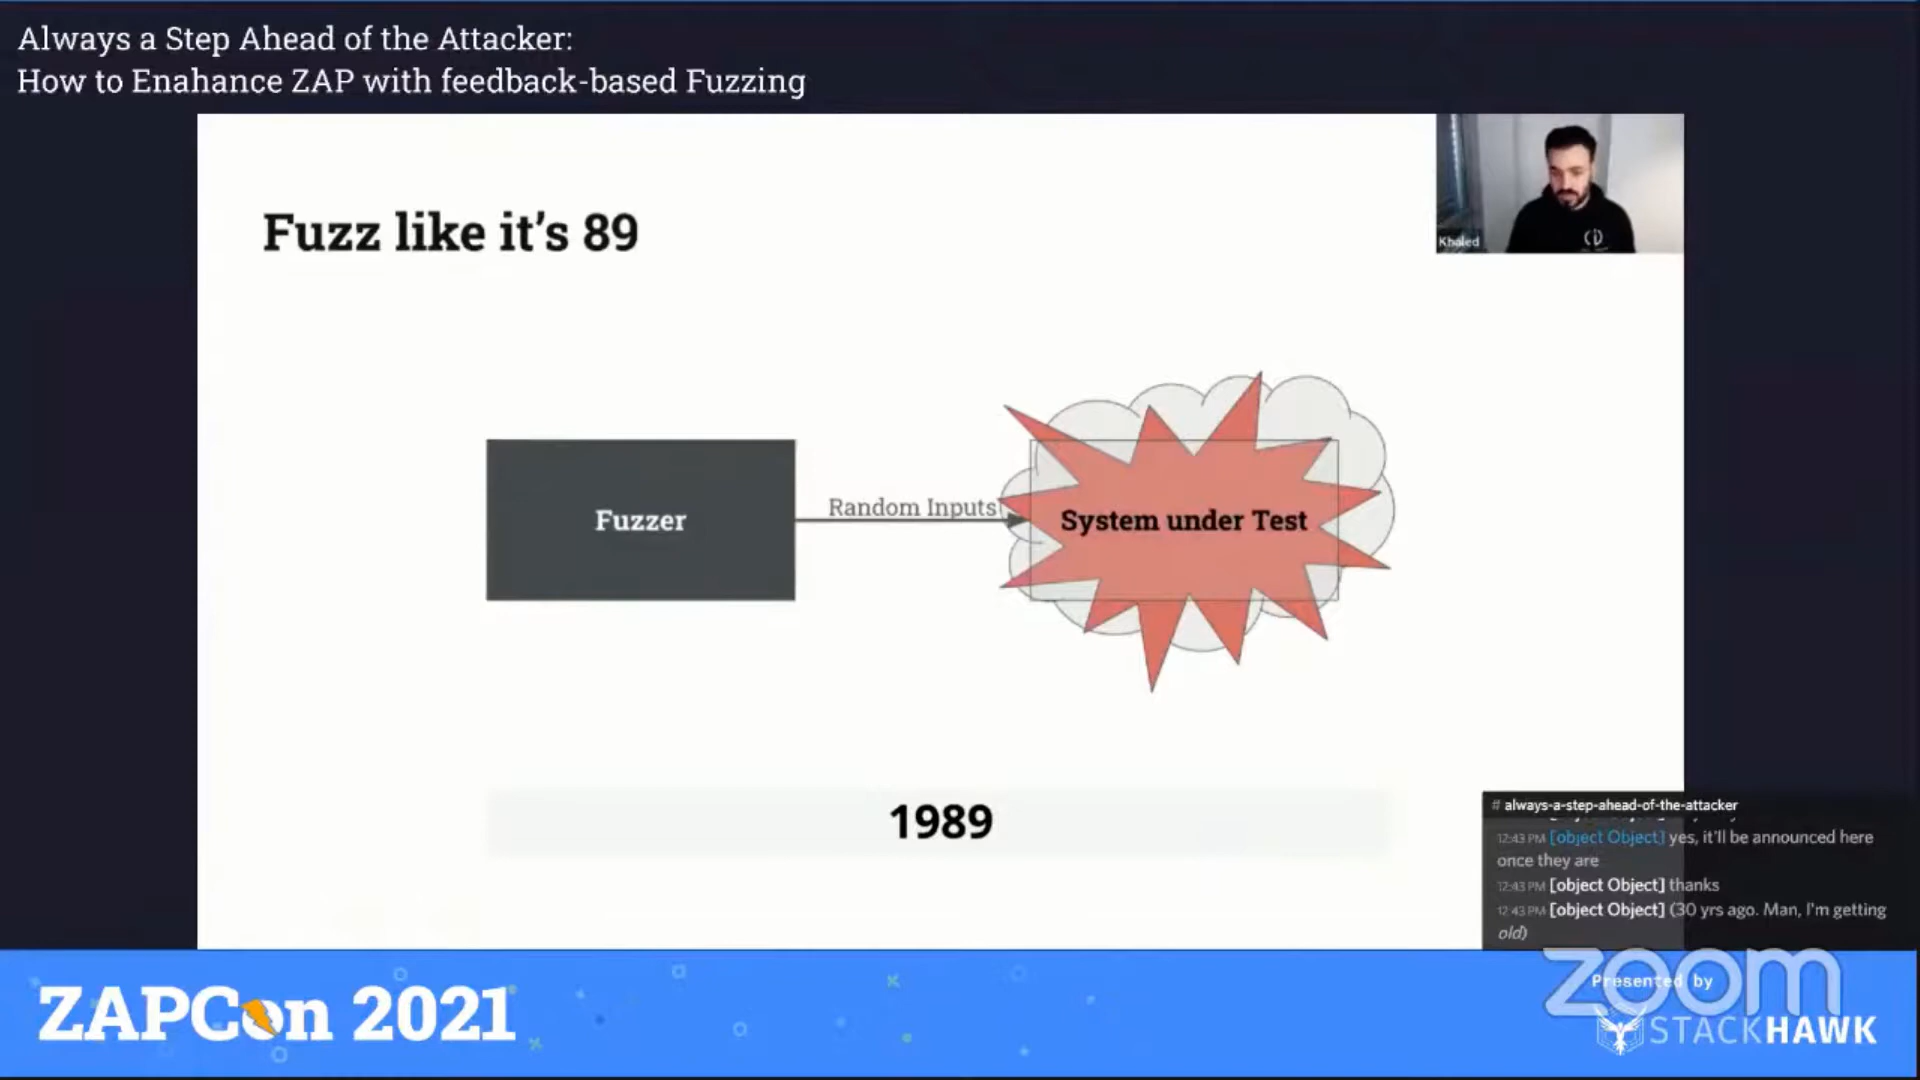 Always a Step Ahead of the Attacker:
How to Enahance ZAP with feedback-based Fuzzing
Fuzz like it's 89
Khaled
Fuzzer
Random Inputs
System under Test
1989
# always-a-step-ahead-of-the-attacker
12:43 PM [object Object] yes, it'll be announced here
once they are
12:43 PM [object Object] thanks
12:43 PM [object Object] (30 yrs ago. Man, I'm getting
old)
ZAPCon 2021
zoom
Presented by
STACKHAWK